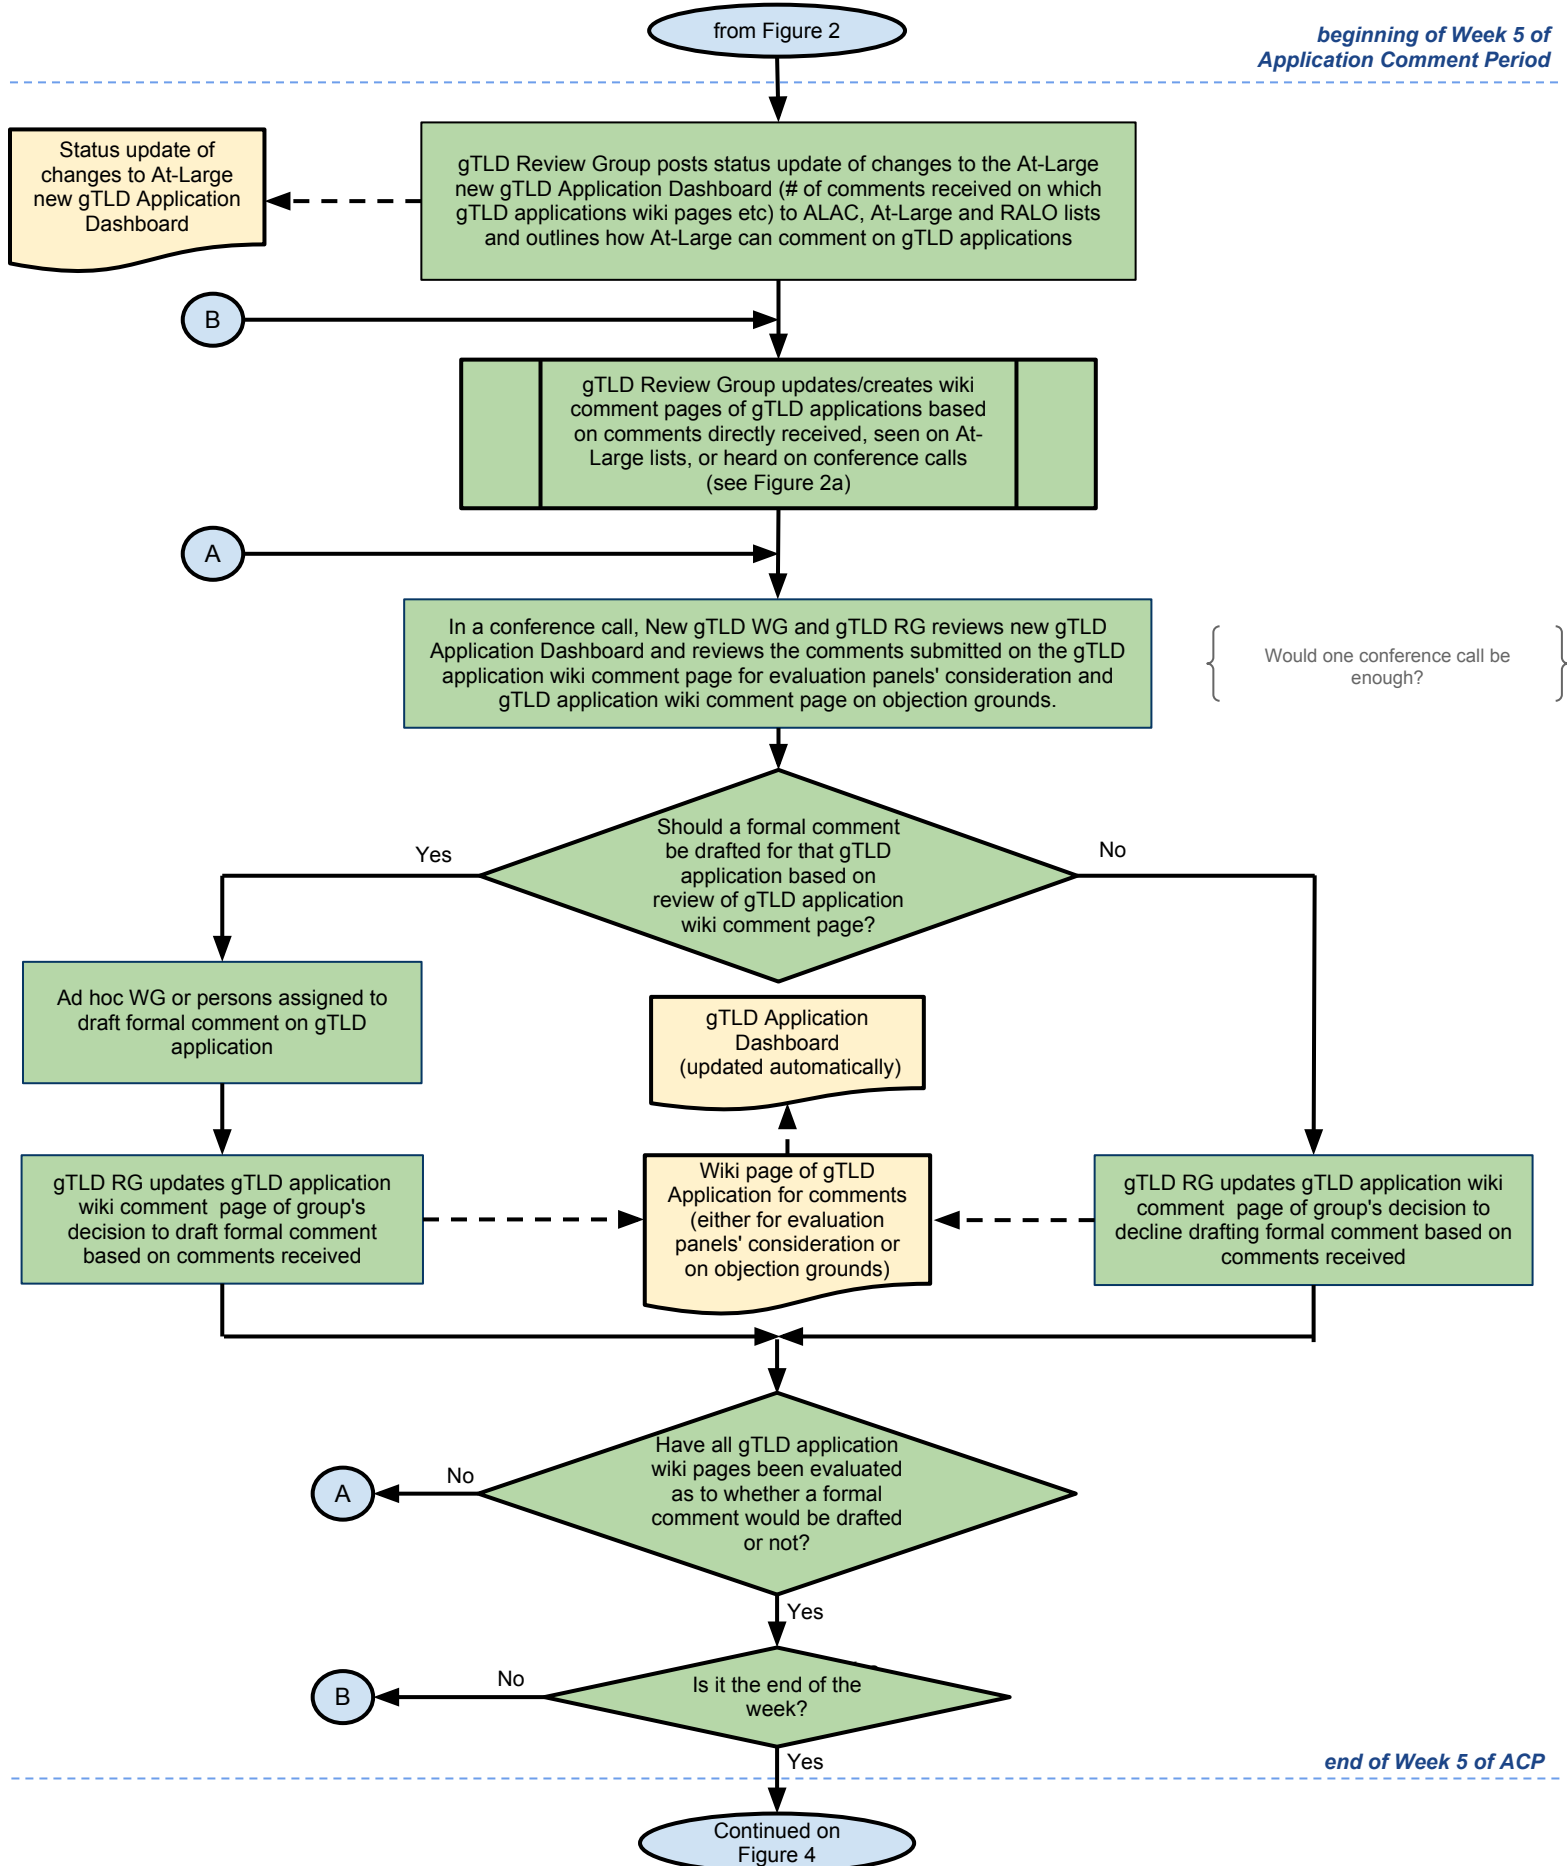 from Figure 2
beginning of Week 5 of
Application Comment Period
Status update of
changes to At-Large
new gTLD Application
Dashboard
gTLD Review Group posts status update of changes to the At-Large
new gTLD Application Dashboard (# of comments received on which
gTLD applications wiki pages etc) to ALAC, At-Large and RALO lists
and outlines how At-Large can comment on gTLD applications
B
gTLD Review Group updates/creates wiki
comment pages of gTLD applications based
on comments directly received, seen on At-
Large lists, or heard on conference calls
(see Figure 2a)
A
In a conference call, New gTLD WG and gTLD RG reviews new gTLD
Application Dashboard and reviews the comments submitted on the gTLD
application wiki comment page for evaluation panels' consideration and
gTLD application wiki comment page on objection grounds.
Would one conference call be
enough?
Should a formal comment
be drafted for that gTLD
application based on
review of gTLD application
wiki comment page?
Yes
No
Ad hoc WG or persons assigned to
draft formal comment on gTLD
application
gTLD Application
Dashboard
(updated automatically)
gTLD RG updates gTLD application
wiki comment  page of group's
decision to draft formal comment
based on comments received
Wiki page of gTLD
Application for comments
(either for evaluation
panels' consideration or
on objection grounds)
gTLD RG updates gTLD application wiki
comment  page of group's decision to
decline drafting formal comment based on
comments received
Have all gTLD application
wiki pages been evaluated
as to whether a formal
comment would be drafted
or not?
No
A
Yes
Is it the end of the
week?
No
B
Yes
end of Week 5 of ACP
Continued on
Figure 4